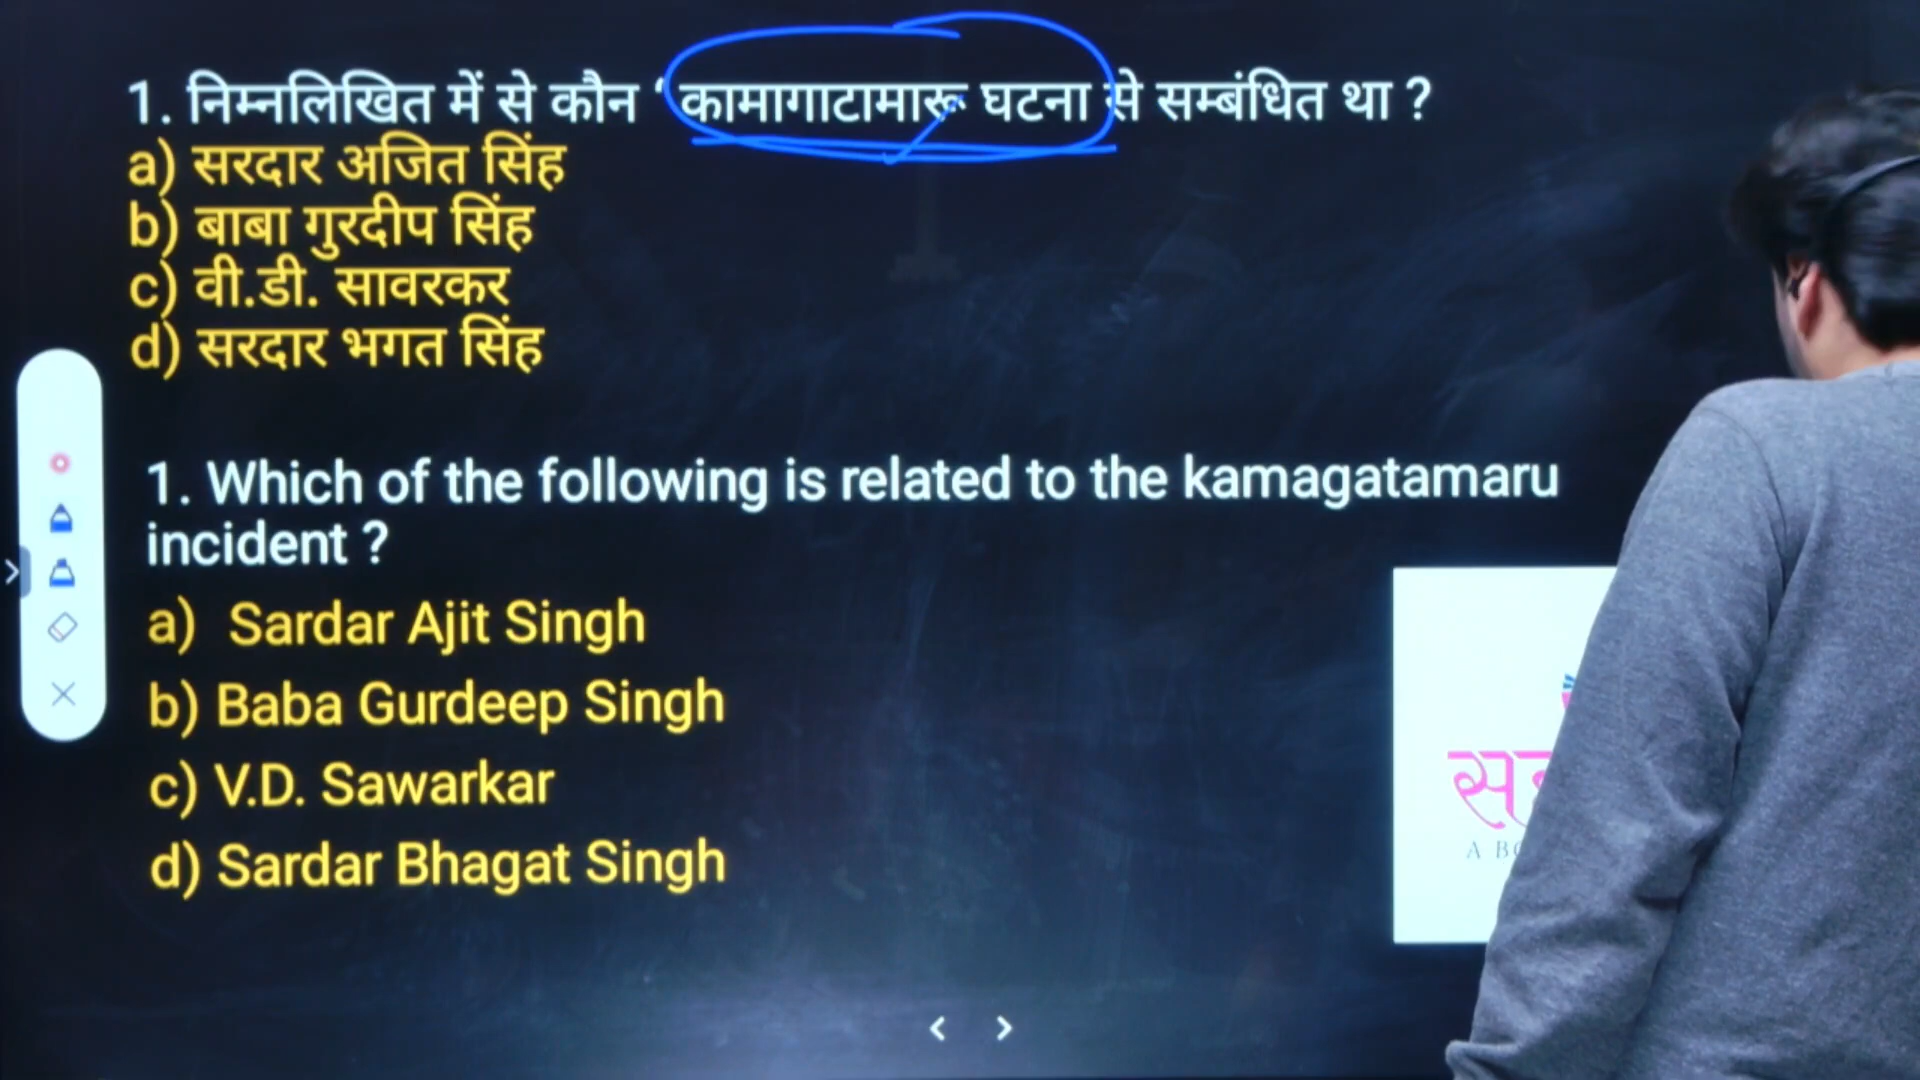 1. निम्नलिखित में से कौन ‘ कामागाटामारू घटना से सम्बंधित था ?
a) सरदार अजित सिंह
b) बाबा गुरदीप सिंह
c) वी.डी. सावरकर
d) सरदार भगत सिंह
1. Which of the following is related to the kamagatamaru
incident ?
a) Sardar Ajit Singh
b) Baba Gurdeep Singh
c) V.D. Sawarkar
d) Sardar Bhagat Singh
A